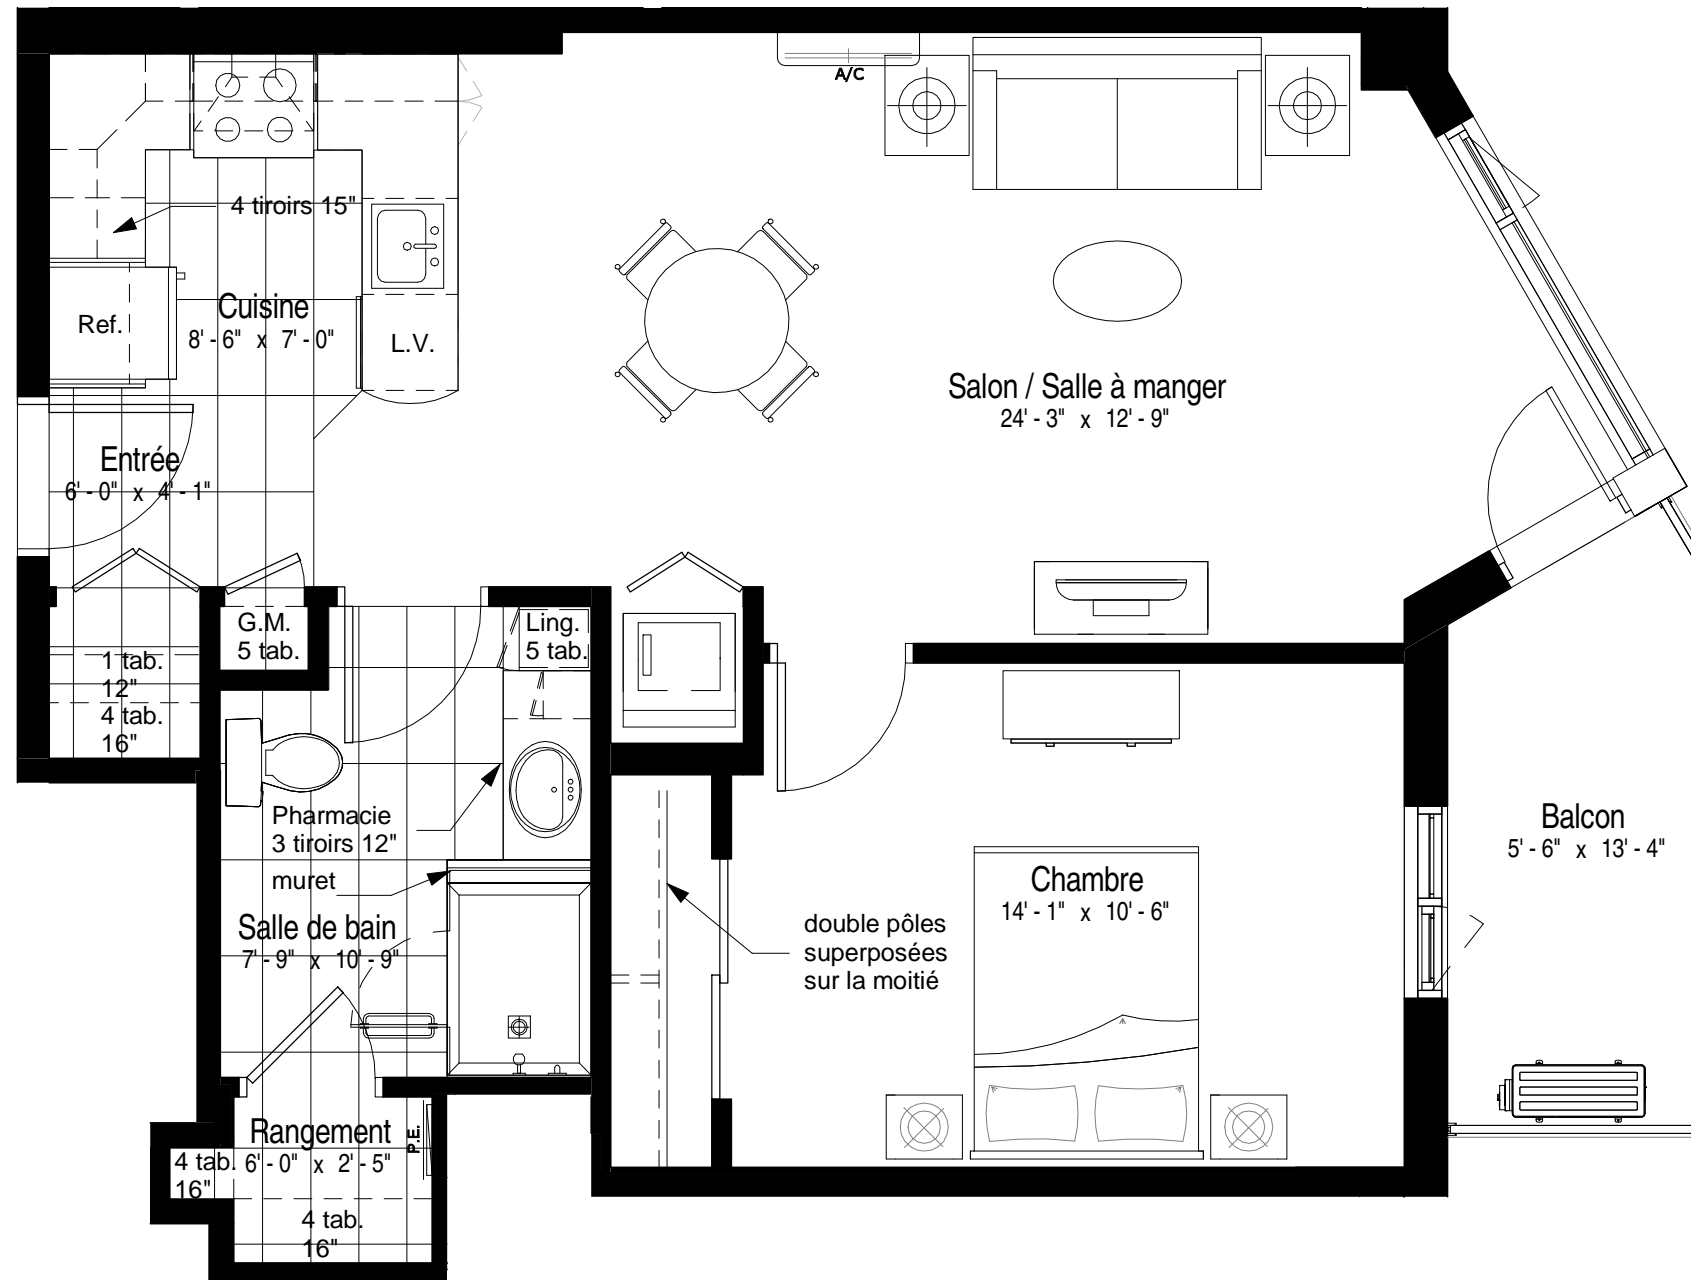 A/C
4 tiroirs 15"
Cuisine
8' - 6" x 7' - 0"
Ref.
L.V.
Salon / Salle à manger
24' - 3" x 12' - 9"
Entrée
6' - 0" x 4' - 1"
G.M.
5 tab.
Ling.
5 tab.
1 tab.
12"
4 tab.
16"
Pharmacie
3 tiroirs 12"
muret
Salle de bain
7' - 9" x 10' - 9"
double pôles
superposées
sur la moitié
Chambre
14' - 1" x 10' - 6"
Balcon
5' - 6" x 13' - 4"
Rangement
6' - 0" x 2' - 5"
P.E.
4 tab.
16"
4 tab.
16"